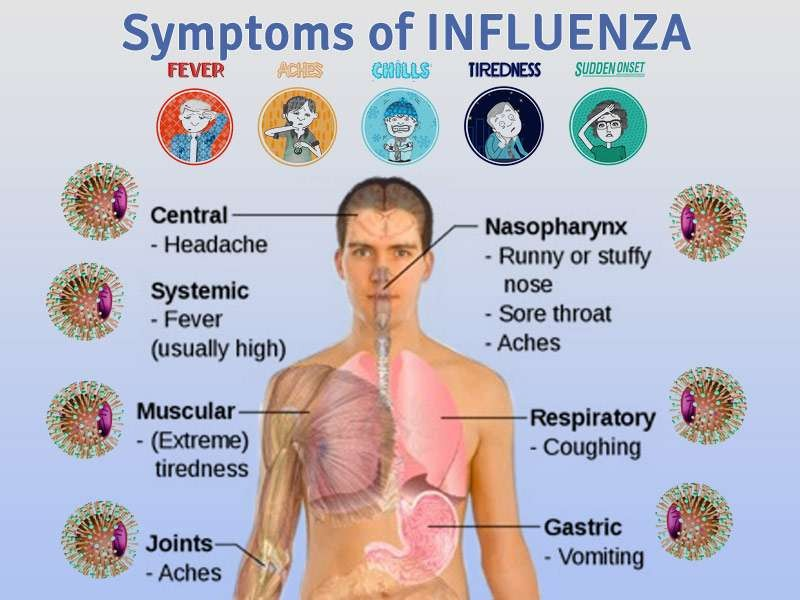 Symptoms of INFLUENZA
FEVER
ACHES
CHILLS
TIREDNESS
SUDDEN ONSET
Central
- Headache
Systemic
- Fever
(usually high)
Muscular
- (Extreme)
tiredness
Joints
- Aches
Nasopharynx
- Runny or stuffy
nose
- Sore throat
- Aches
Respiratory
- Coughing
Gastric
- Vomiting